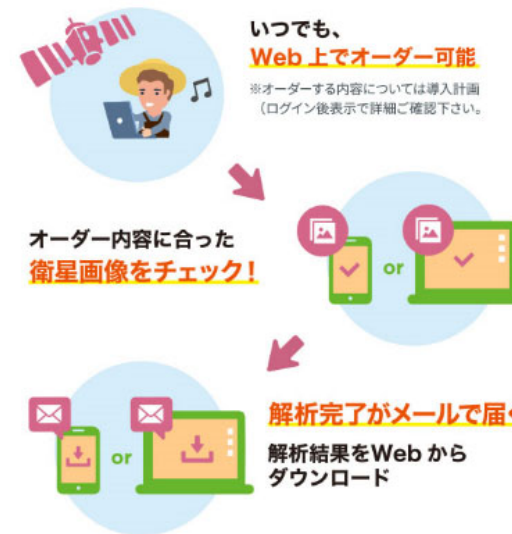 いつでも、
Web 上でオーダー可能
※オーダーする内容については導入計画
（ログイン後表示で詳細ご確認下さい。
オーダー内容に合った
衛星画像をチェック！
or
解析完了がメールで届
or
解析結果をWeb から
ダウンロード